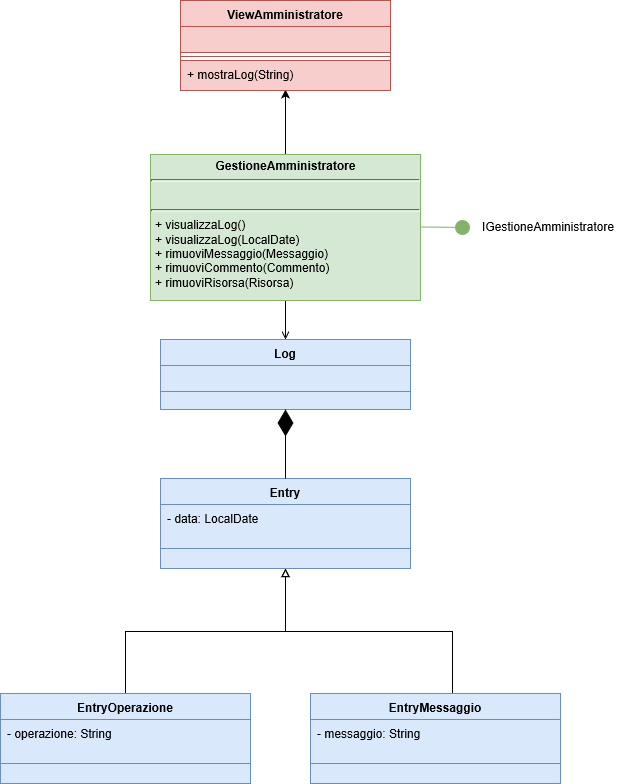 ViewAmministratore
+ mostraLog(String)
GestioneAmministratore
+ visualizzaLog()
+ visualizzaLog(LocalDate)
+ rimuoviMessaggio(Messaggio)
+ rimuoviCommento(Commento)
+ rimuoviRisorsa(Risorsa)
IGestioneAmministratore
Log
Entry
- data: LocalDate
EntryOperazione
- operazione: String
EntryMessaggio
- messaggio: String